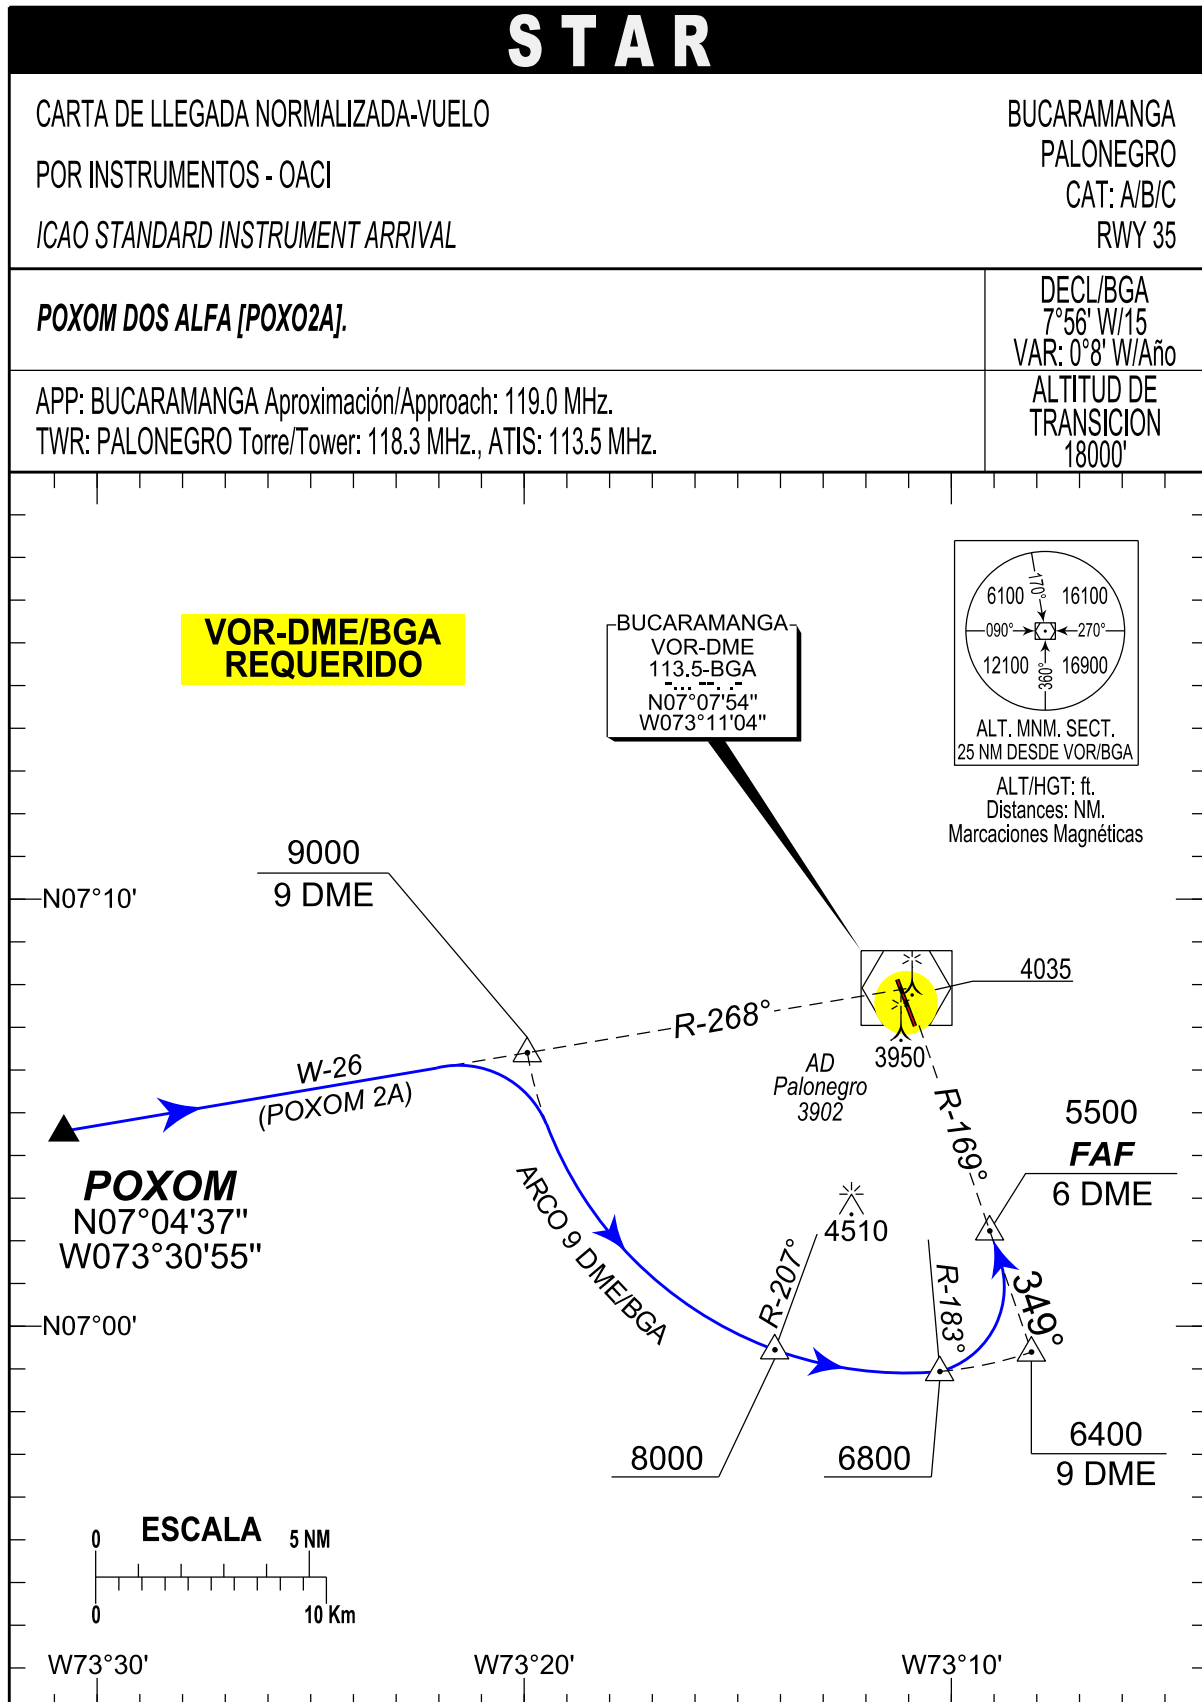 STAR
CARTA DE LLEGADA NORMALIZADA-VUELO
POR INSTRUMENTOS - OACI
ICAO STANDARD INSTRUMENT ARRIVAL
BUCARAMANGA
PALONEGRO
CAT: A/B/C
RWY 35
POXOM DOS ALFA [POXO2A].
DECL/BGA
7°56' W/15
VAR: 0°8' W/Año
APP: BUCARAMANGA Aproximación/Approach: 119.0 MHz.
TWR: PALONEGRO Torre/Tower: 118.3 MHz., ATIS: 113.5 MHz.
ALTITUD DE
TRANSICION
18000'
VOR-DME/BGA
REQUERIDO
BUCARAMANGA
VOR-DME
113.5-BGA
N07°07'54"
W073°11'04"
170°
6100
16100
090°
270°
12100
16900
360°
ALT. MNM. SECT.
25 NM DESDE VOR/BGA
ALT/HGT: ft.
Distances: NM.
Marcaciones Magnéticas
9000
9 DME
N07°10'
4035
R-268°
3950
AD
Palonegro
3902
W-26
(POXOM 2A)
R-169°
5500
FAF
6 DME
POXOM
N07°04'37"
W073°30'55"
ARCO 9 DME/BGA
4510
R-207°
R-183°
349°
N07°00'
8000
6800
6400
9 DME
ESCALA
0
5 NM
0
10 Km
W73°30'
W73°20'
W73°10'